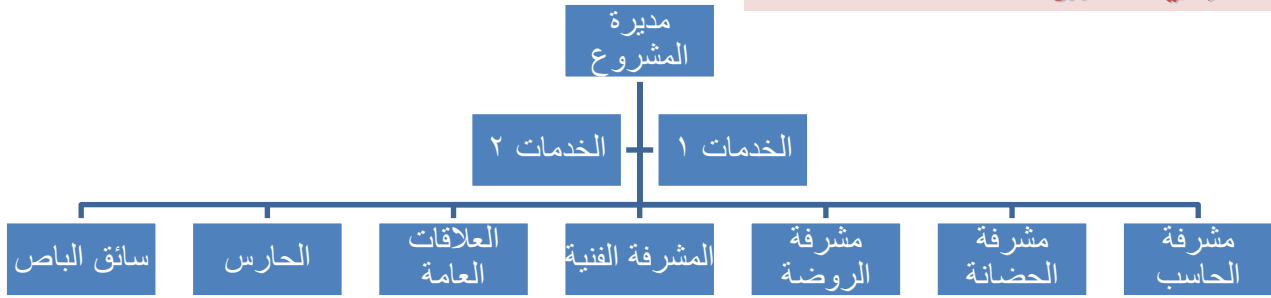 مديرة
المشروع
الخدمات ١
الخدمات ٢
مشرفة
الحاسب
مشرفة
الحضانة
مشرفة
الروضة
المشرفة الفنية
العلاقات
العامة
الحارس
سائق الباص